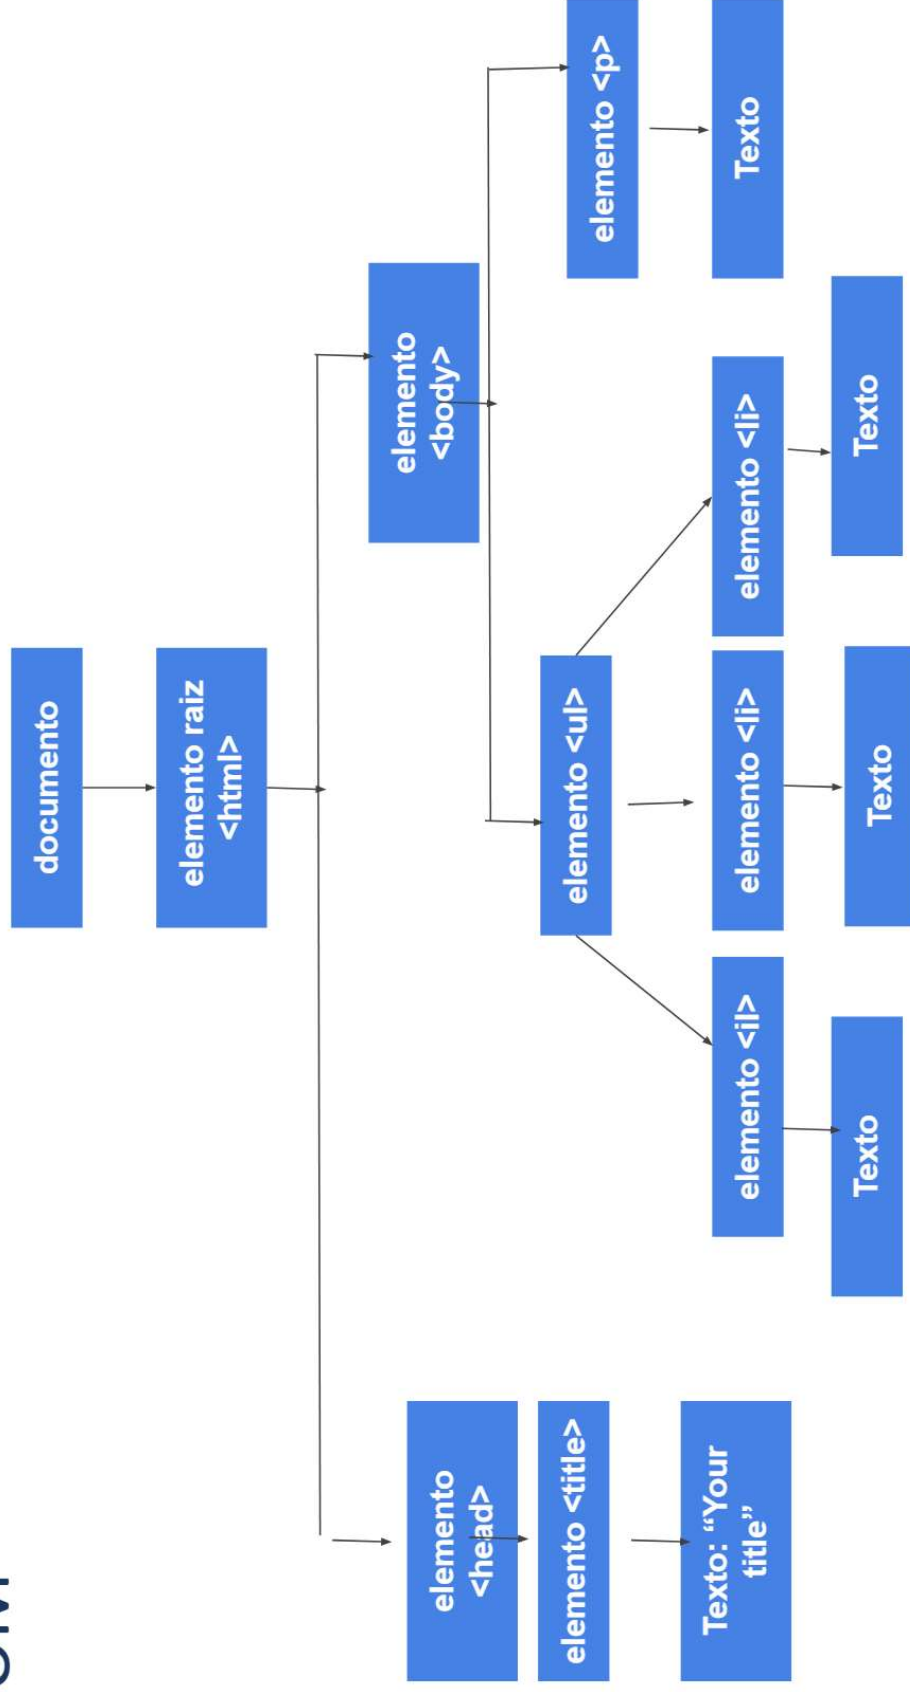 documento
elemento raiz
<html>
elemento
<head>
elemento
<body>
elemento <title>
elemento <ul>
elemento <p>
Texto: “Your
title”
elemento <il>
elemento <li>
elemento <li>
Texto
Texto
Texto
Texto